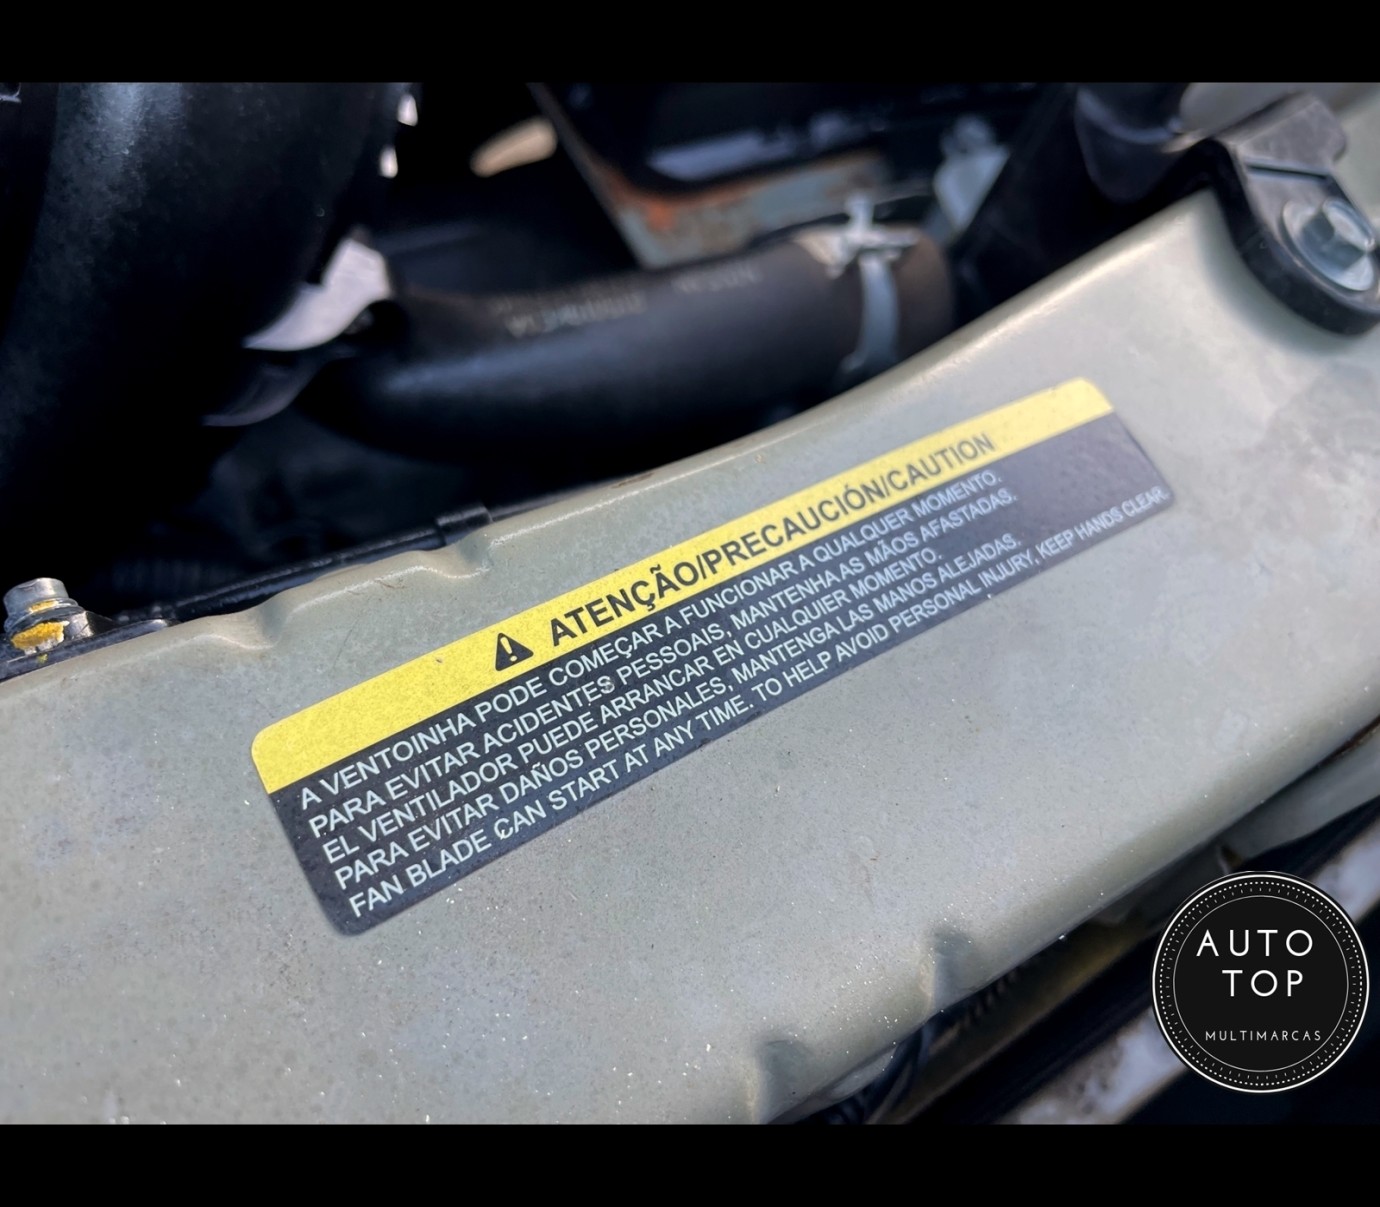 ATENÇÃO/PRECAUCIÓN/CAUTION
A VENTOINHA PODE COMEÇAR A FUNCIONAR A QUALQUER MOMENTO.
PARA EVITAR ACIDENTES PESSOAIS, MANTENHA AS MÃOS AFASTADAS.
EL VENTILADOR PUEDE ARRANCAR EN CUALQUIER MOMENTO.
PARA EVITAR DAÑOS PERSONALES, MANTENGA LAS MANOS ALEJADAS.
FAN BLADE CAN START AT ANY TIME. TO HELP AVOID PERSONAL INJURY, KEEP HANDS CLEAR.
AUTO
TOP
MULTIMARCAS